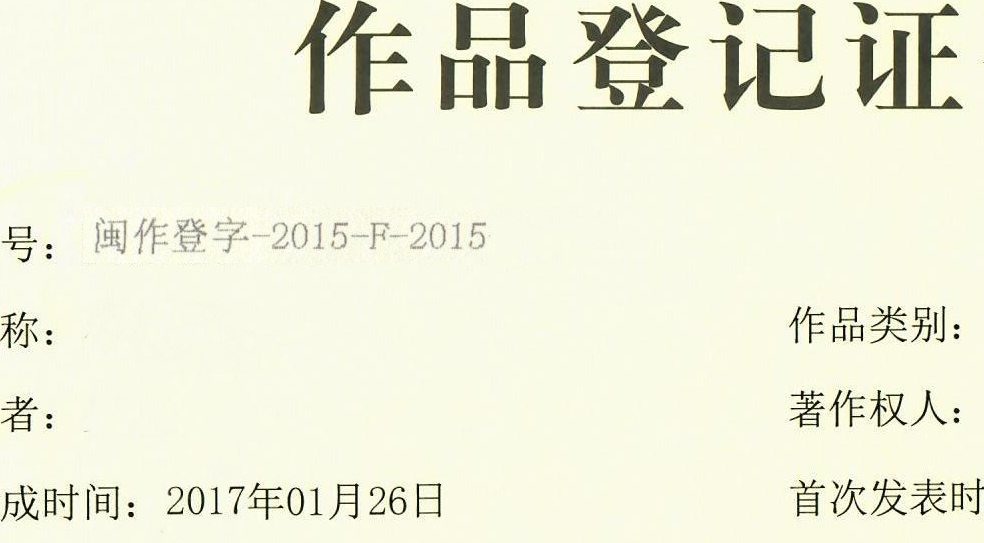 作品登记证
号：闽作登字-2015-F-2015
称：
作品类别：
者：
著作权人：
成时间：2017年01月26日
首次发表时